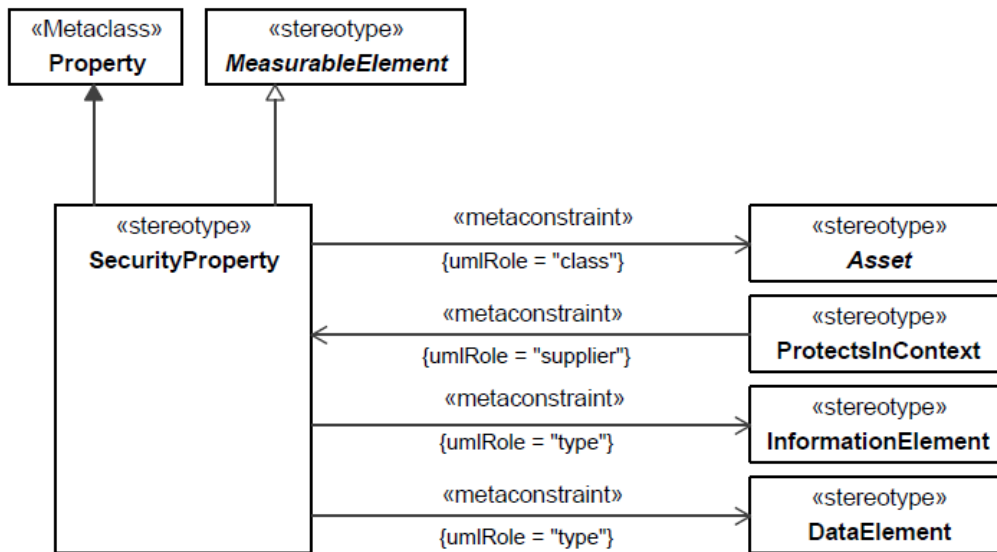 «Metaclass»
Property
«stereotype»
MeasurableElement
«stereotype»
SecurityProperty
«metaconstraint»
{umlRole = "class"}
«stereotype»
Asset
«metaconstraint»
{umlRole = "supplier"}
«stereotype»
ProtectsInContext
«metaconstraint»
{umlRole = "type"}
«stereotype»
InformationElement
«metaconstraint»
{umlRole = "type"}
«stereotype»
DataElement